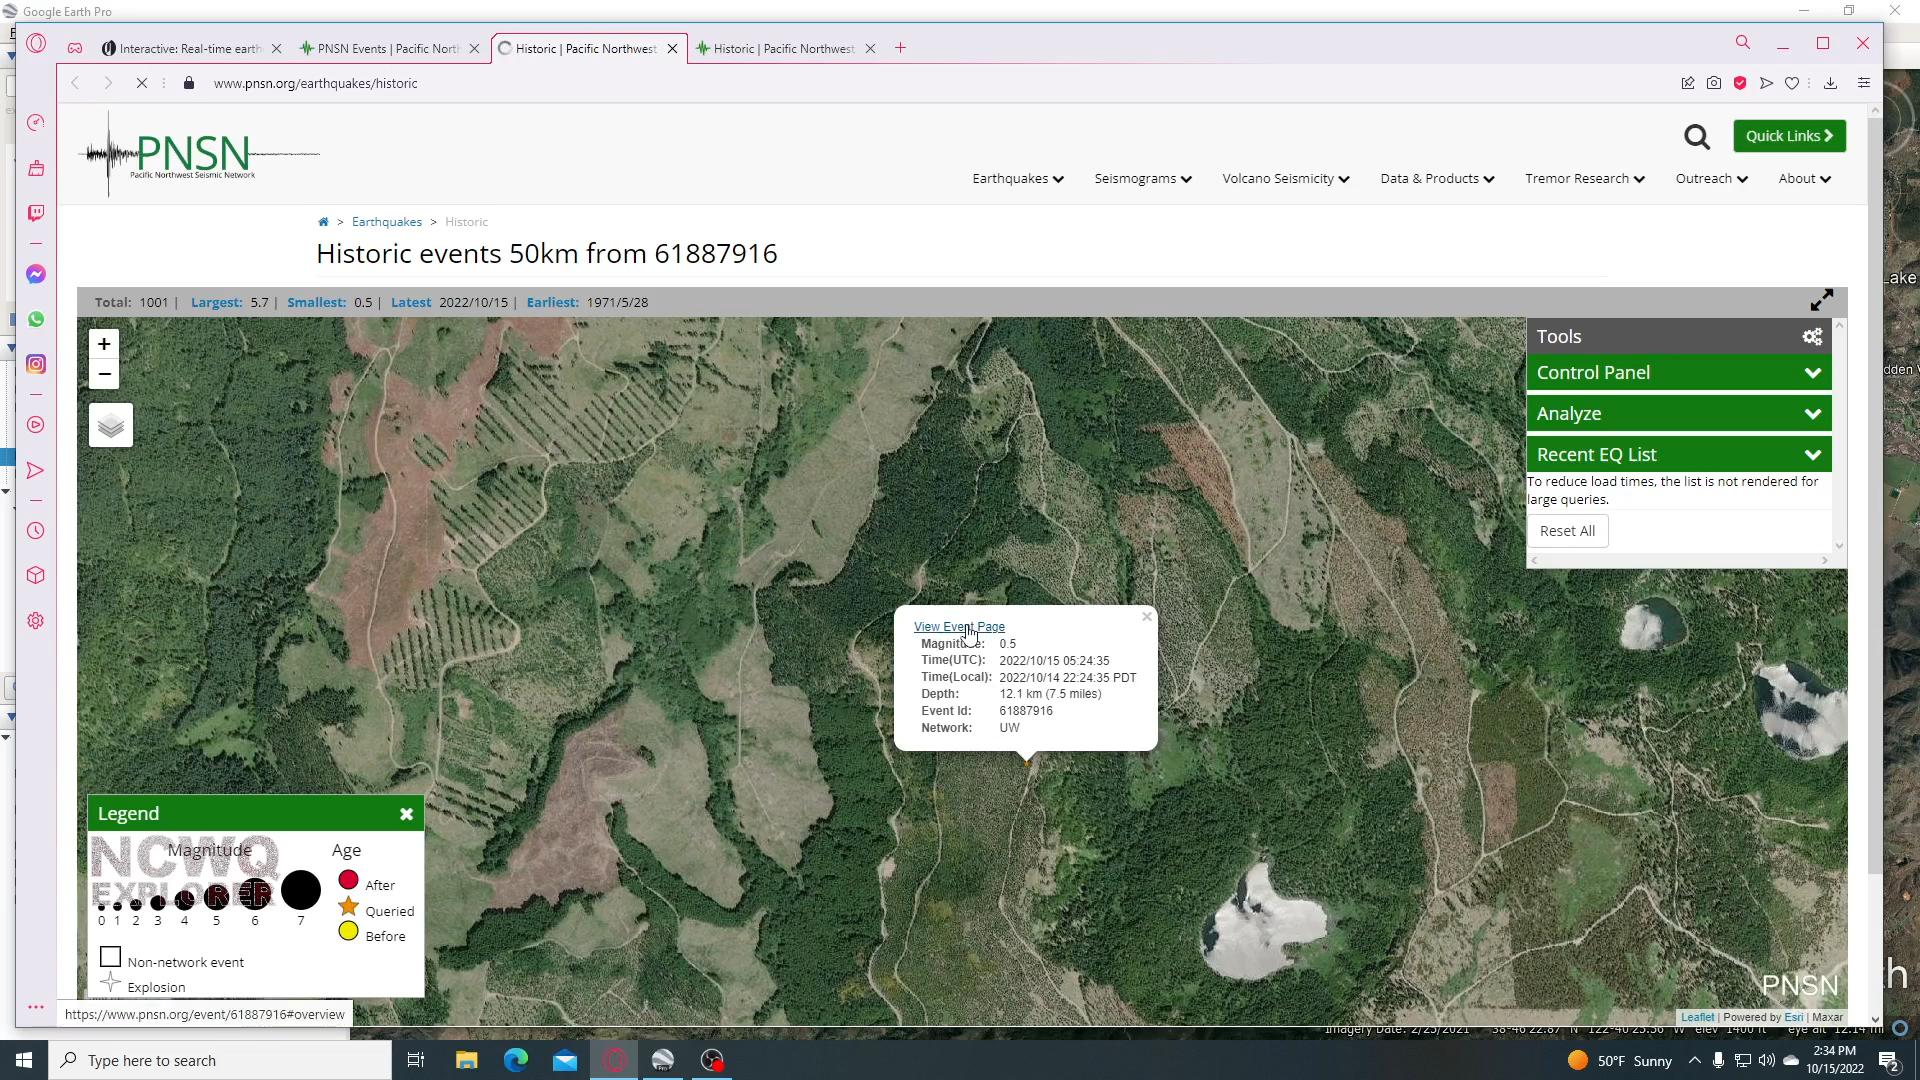 Google Earth Pro
Interactive: Real-time earth
PNSN Events | Pacific North
Historic | Pacific Northwest
Historic | Pacific Northwest
www.pnsn.org/earthquakes/historic
PNSN
Pacific Northwest Seismic Network
Quick Links
Earthquakes
Seismograms
Volcano Seismicity
Data & Products
Tremor Research
Outreach
About
> Earthquakes > Historic
Historic events 50km from 61887916
Total: 1001 | Largest: 5.7 | Smallest: 0.5 | Latest 2022/10/15 | Earliest: 1971/5/28
+
−
Tools
Control Panel
Analyze
Recent EQ List
To reduce load times, the list is not rendered for
large queries.
Reset All
View Event Page
Magnitude: 0.5
Time(UTC): 2022/10/15 05:24:35
Time(Local): 2022/10/14 22:24:35 PDT
Depth: 12.1 km (7.5 miles)
Event Id: 61887916
Network: UW
Legend
NCWQ
EXPLORER
Magnitude
0 1 2 3 4 5 6 7
Age
After
Queried
Before
Non-network event
Explosion
PNSN
Leaflet | Powered by Esri | Maxar
https://www.pnsn.org/event/61887916#overview
Lake
Type here to search
50°F Sunny
2:34 PM
10/15/2022
2